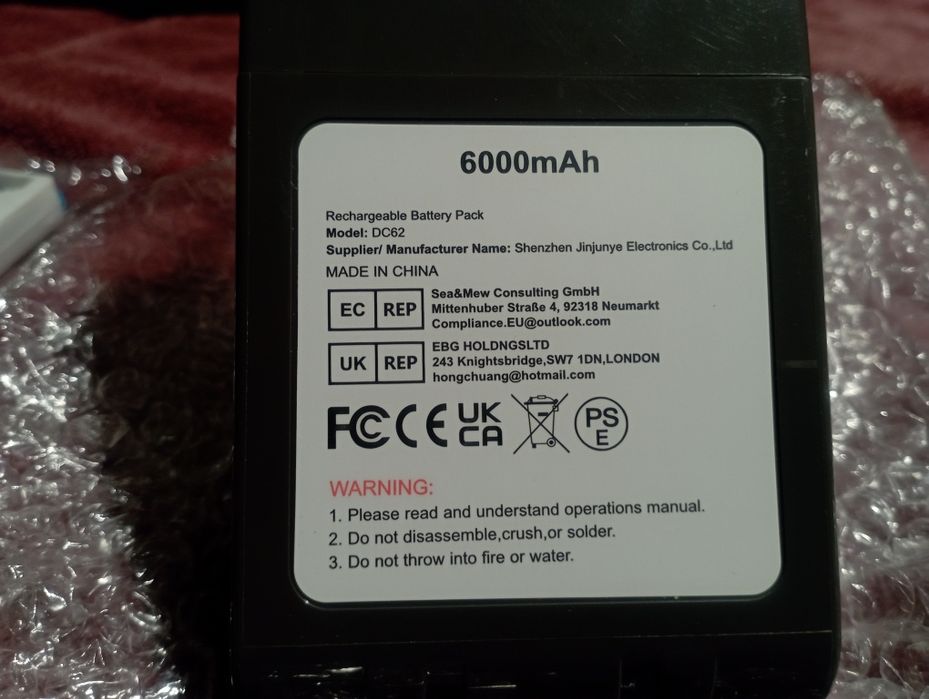 6000mAh
Rechargeable Battery Pack
Model: DC62
Supplier/ Manufacturer Name: Shenzhen Jinjunye Electronics Co.,Ltd
MADE IN CHINA
EC REP
Sea&Mew Consulting GmbH
Mittenhuber Straße 4, 92318 Neumarkt
Compliance.EU@outlook.com
UK REP
EBG HOLDNGSLTD
243 Knightsbridge,SW7 1DN,LONDON
hongchuang@hotmail.com
FC CE UK
CA
PS
E
WARNING:
1. Please read and understand operations manual.
2. Do not disassemble,crush,or solder.
3. Do not throw into fire or water.